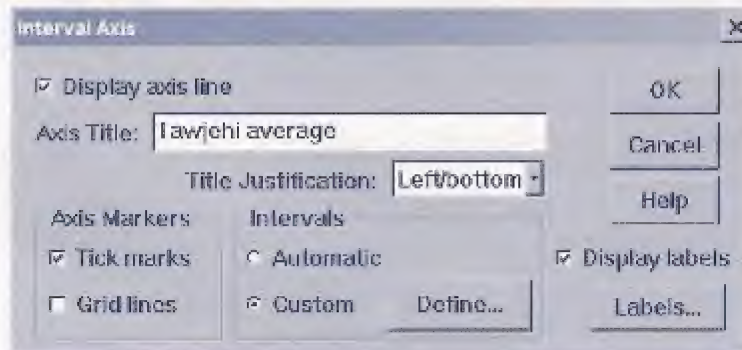 Interval Axis
Display axis line
OK
Axis Title: Tawjehi average
Cancel
Title Justification: Left/bottom
Help
Axis Markers
Intervals
Tick marks
Automatic
Display labels
Grid lines
Custom
Define...
Labels...